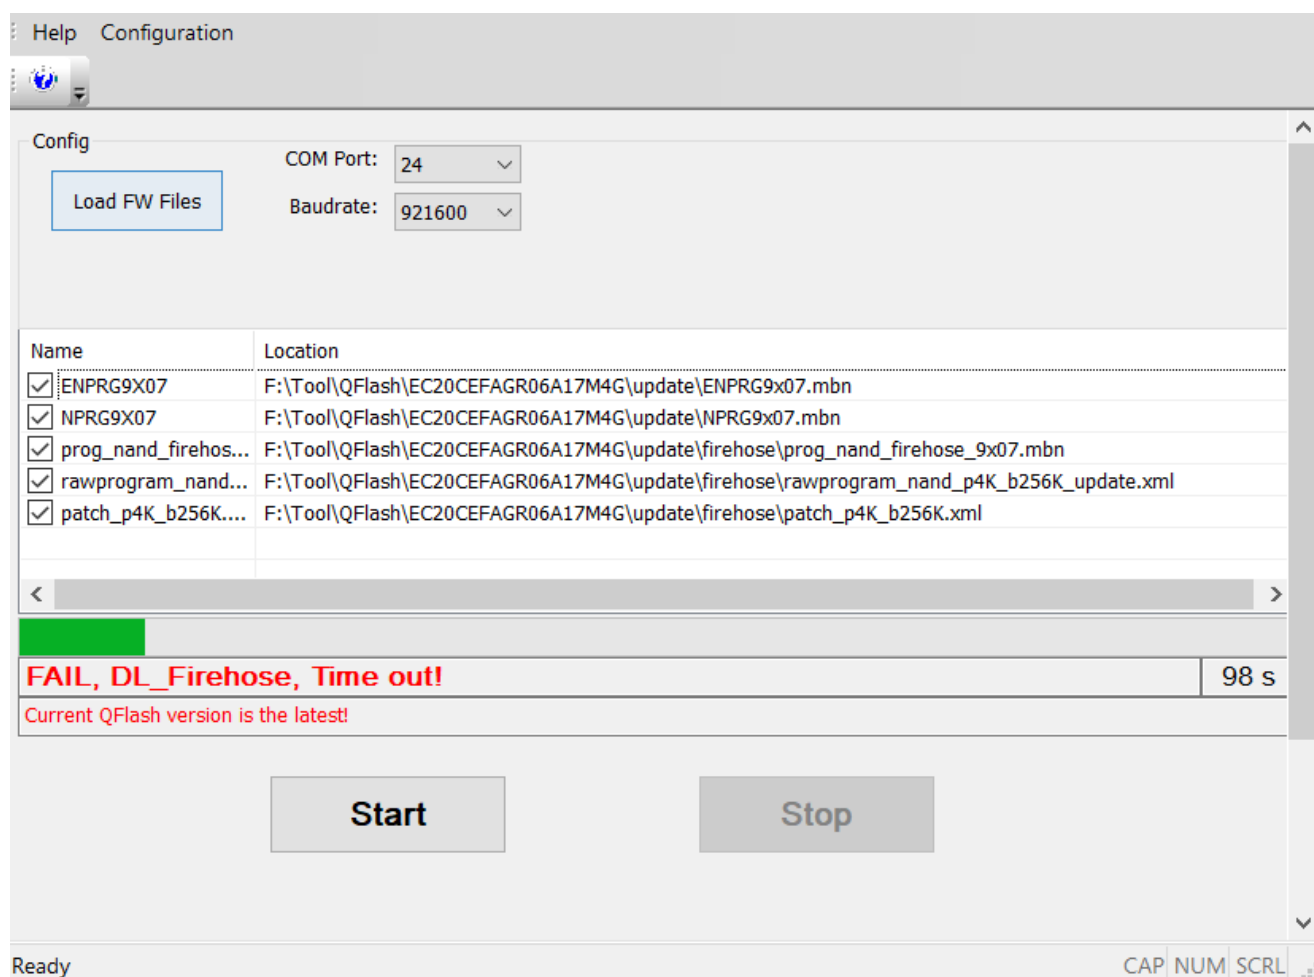 Help Configuration
Config
COM Port: 24
Load FW Files
Baudrate: 921600
Name Location
ENPRG9X07 F:\Tool\QFlash\EC20CEFAGR06A17M4G\update\ENPRG9x07.mbn
NPRG9X07 F:\Tool\QFlash\EC20CEFAGR06A17M4G\update\NPRG9x07.mbn
prog_nand_firehos... F:\Tool\QFlash\EC20CEFAGR06A17M4G\update\firehose\prog_nand_firehose_9x07.mbn
rawprogram_nand... F:\Tool\QFlash\EC20CEFAGR06A17M4G\update\firehose\rawprogram_nand_p4K_b256K_update.xml
patch_p4K_b256K.... F:\Tool\QFlash\EC20CEFAGR06A17M4G\update\firehose\patch_p4K_b256K.xml
FAIL, DL_Firehose, Time out! 98 s
Current QFlash version is the latest!
Start Stop
Ready CAP NUM SCRL